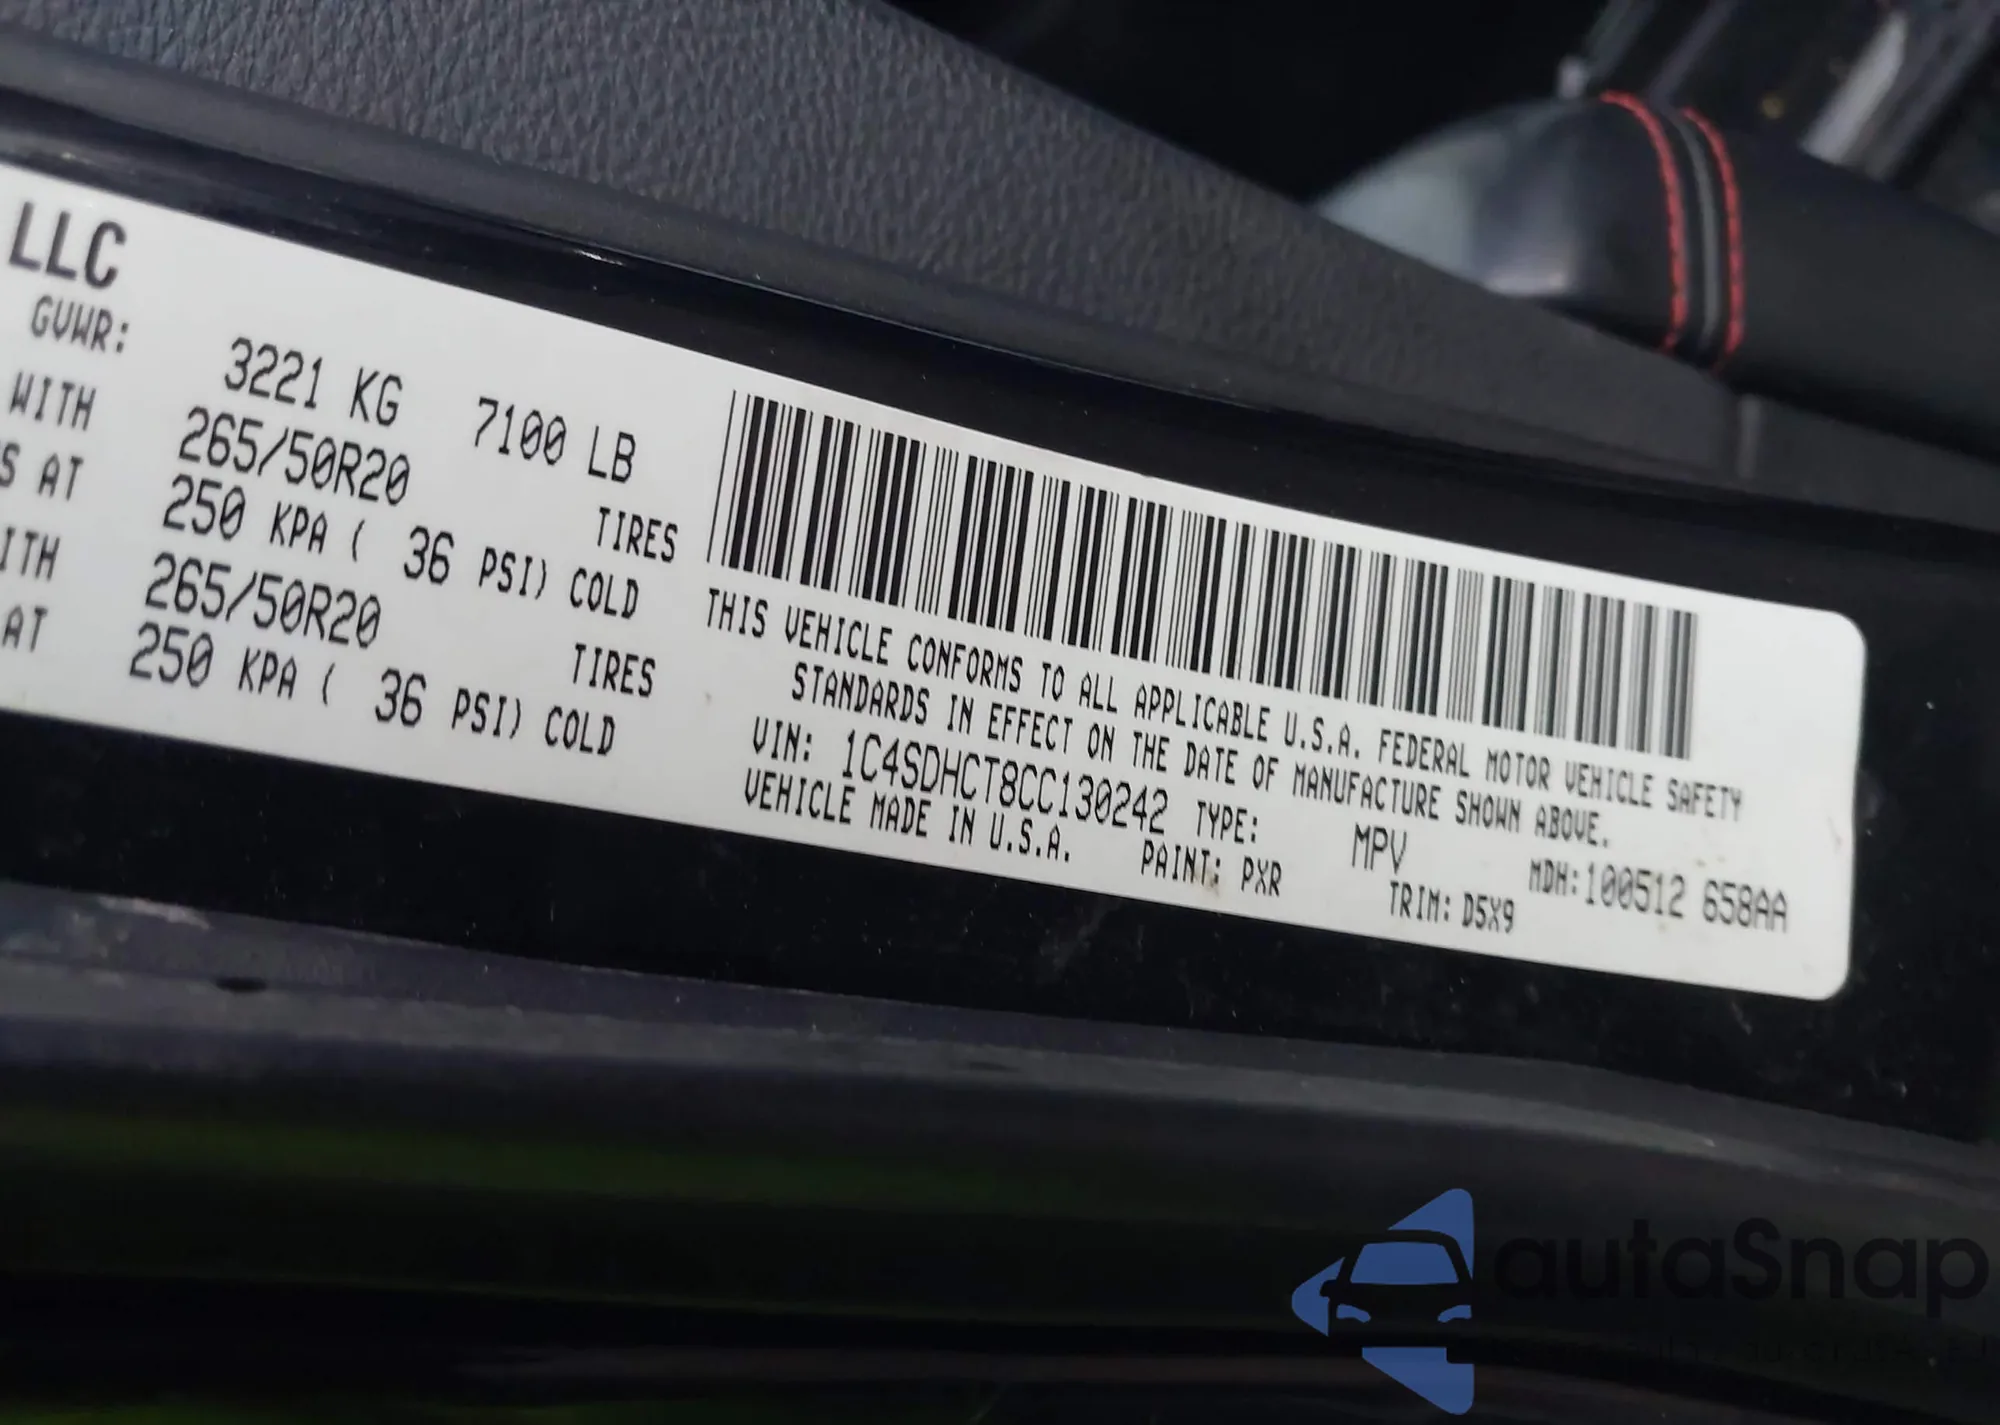 LLC
GVWR: 3221 KG 7100 LB
WITH 265/50R20 TIRES
S AT 250 KPA ( 36 PSI) COLD
ITH 265/50R20 TIRES
AT 250 KPA ( 36 PSI) COLD
THIS VEHICLE CONFORMS TO ALL APPLICABLE U.S.A. FEDERAL MOTOR VEHICLE SAFETY
STANDARDS IN EFFECT ON THE DATE OF MANUFACTURE SHOWN ABOVE.
VIN: 1C4SDHCT8CC130242 TYPE: MPV MDH:100512 658AA
VEHICLE MADE IN U.S.A. PAINT: PXR TRIM: D5X9
autaSnap